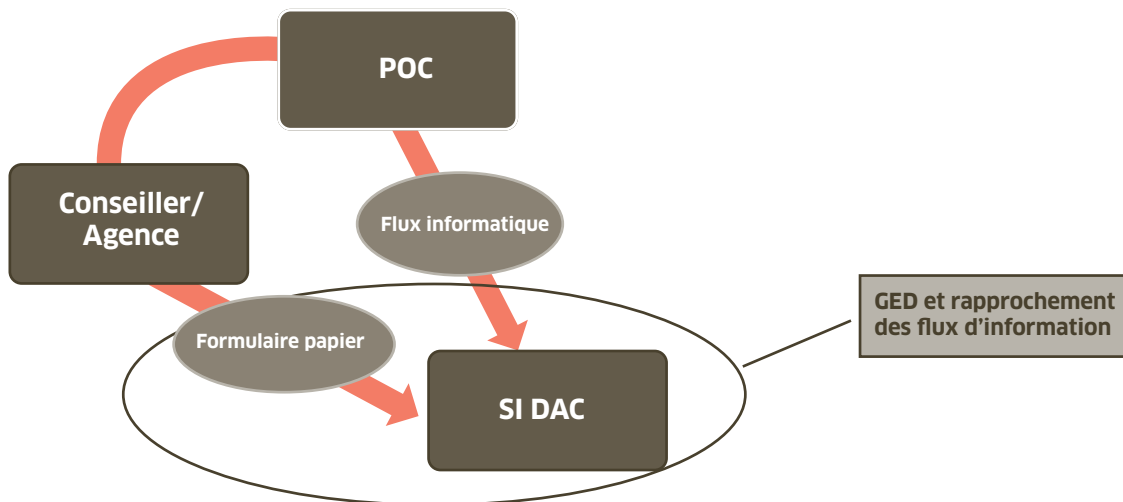 POC
Conseiller/
Agence
Flux informatique
GED et rapprochement
des flux d’information
Formulaire papier
SI DAC